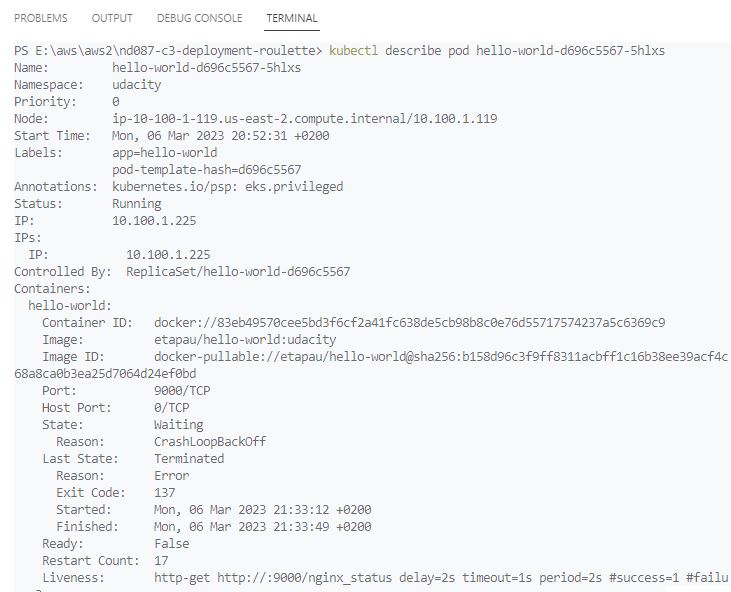 PROBLEMS OUTPUT DEBUG CONSOLE TERMINAL
PS E:\aws\aws2\nd087-c3-deployment-roulette> kubectl describe pod hello-world-d696c5567-5hlxs
Name: hello-world-d696c5567-5hlxs
Namespace: udacity
Priority: 0
Node: ip-10-100-1-119.us-east-2.compute.internal/10.100.1.119
Start Time: Mon, 06 Mar 2023 20:52:31 +0200
Labels: app=hello-world
pod-template-hash=d696c5567
Annotations: kubernetes.io/psp: eks.privileged
Status: Running
IP: 10.100.1.225
IPs:
IP: 10.100.1.225
Controlled By: ReplicaSet/hello-world-d696c5567
Containers:
hello-world:
Container ID: docker://83eb49570cee5bd3f6cf2a41fc638de5cb98b8c0e76d55717574237a5c6369c9
Image: etapau/hello-world:udacity
Image ID: docker-pullable://etapau/hello-world@sha256:b158d96c3f9ff8311acbff1c16b38ee39acf4c
68a8ca0b3ea25d7064d24ef0bd
Port: 9000/TCP
Host Port: 0/TCP
State: Waiting
Reason: CrashLoopBackOff
Last State: Terminated
Reason: Error
Exit Code: 137
Started: Mon, 06 Mar 2023 21:33:12 +0200
Finished: Mon, 06 Mar 2023 21:33:49 +0200
Ready: False
Restart Count: 17
Liveness: http-get http://:9000/nginx_status delay=2s timeout=1s period=2s #success=1 #failu